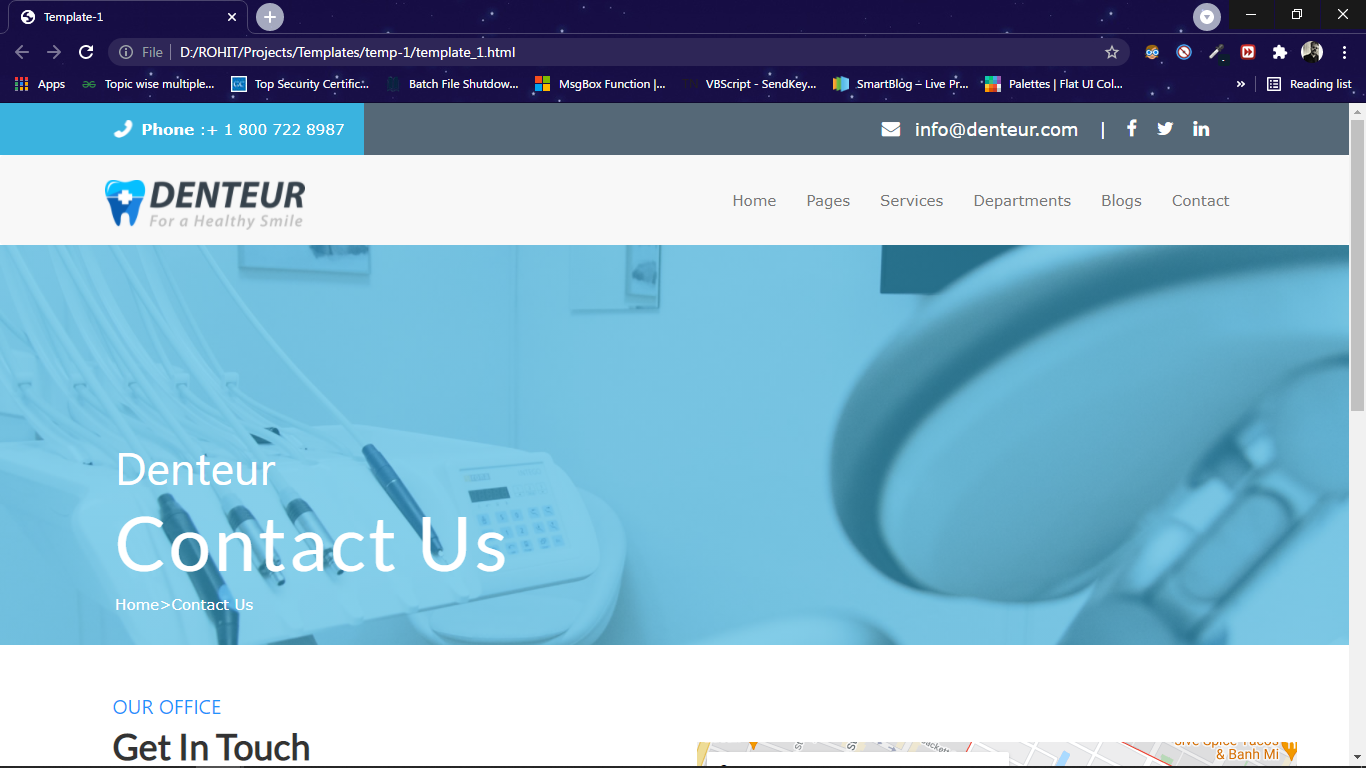 Template-1
File
D:/ROHIT/Projects/Templates/temp-1/template_1.html
Apps
Topic wise multiple...
Top Security Certific...
Batch File Shutdow...
MsgBox Function |...
VBScript - SendKey...
SmartBlog – Live Pr...
Palettes | Flat UI Col...
»
Reading list
Phone :+ 1 800 722 8987
info@denteur.com |
DENTEUR
For a Healthy Smile
Home Pages Services Departments Blogs Contact
Denteur
Contact Us
Home>Contact Us
OUR OFFICE
Get In Touch
& Banh Mi